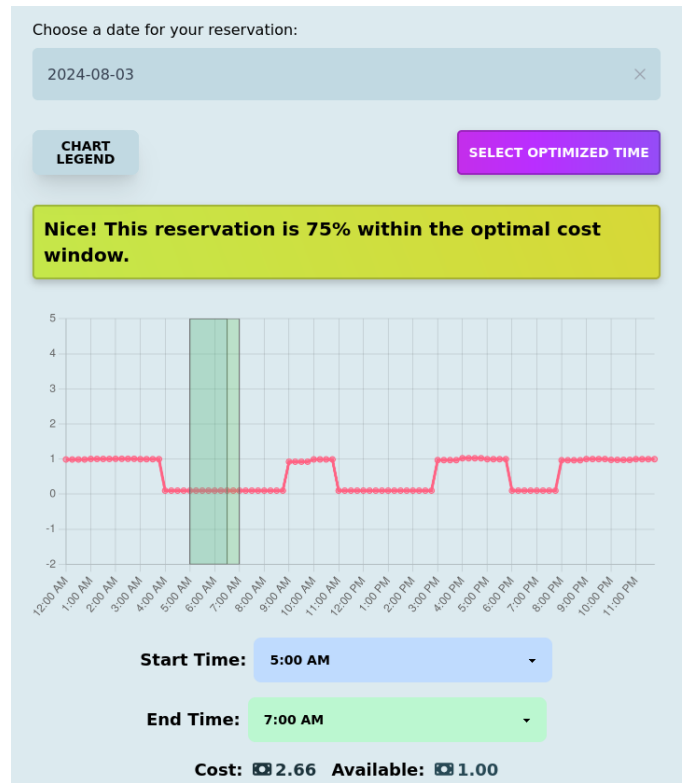 Choose a date for your reservation:
2024-08-03
CHART
LEGEND
SELECT OPTIMIZED TIME
Nice! This reservation is 75% within the optimal cost
window.
5
4
3
2
1
0
-1
-2
12:00 AM 1:00 AM 2:00 AM 3:00 AM 4:00 AM 5:00 AM 6:00 AM 7:00 AM 8:00 AM 9:00 AM 10:00 AM 11:00 AM 12:00 PM 1:00 PM 2:00 PM 3:00 PM 4:00 PM 5:00 PM 6:00 PM 7:00 PM 8:00 PM 9:00 PM 10:00 PM 11:00 PM
Start Time: 5:00 AM
End Time: 7:00 AM
Cost: 2.66 Available: 1.00